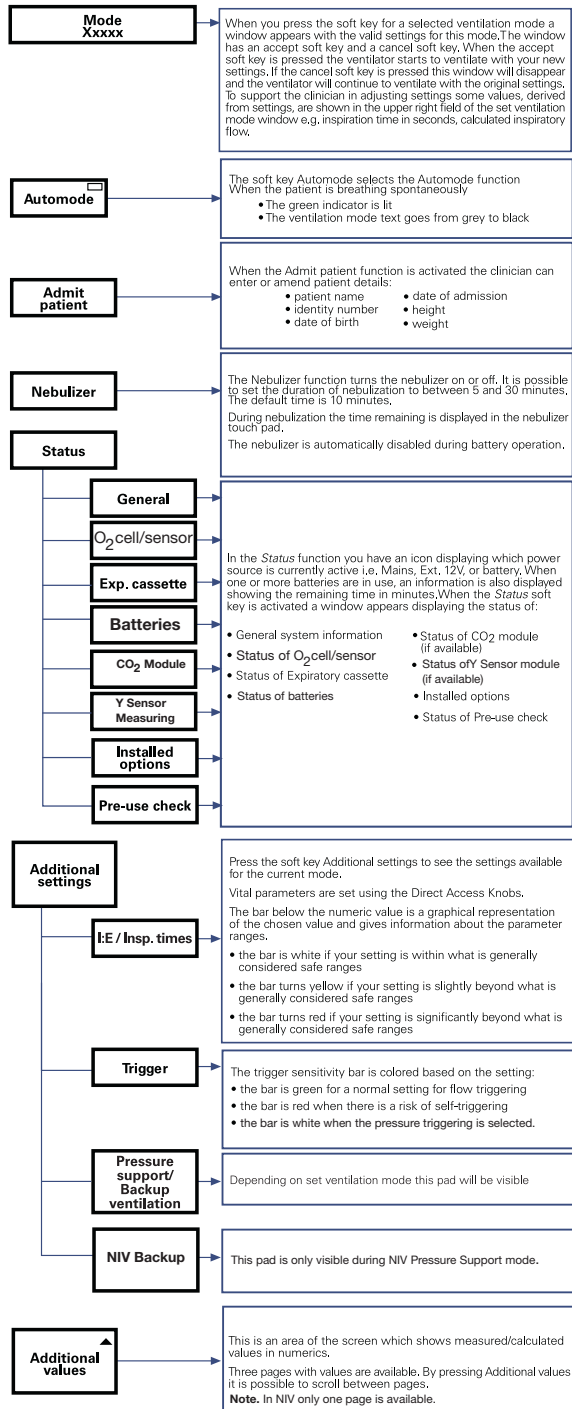 Mode
Xxxxx
When you press the soft key for a selected ventilation mode a
window appears with the valid settings for this mode.The window
has an accept soft key and a cancel soft key. When the accept
soft key is pressed the ventilator starts to ventilate with your new
settings. If the cancel soft key is pressed this window will disappear
and the ventilator will continue to ventilate with the original settings.
To support the clinician in adjusting settings some values, derived
from settings, are shown in the upper right field of the set ventilation
mode window e.g. inspiration time in seconds, calculated inspiratory
flow.
Automode
The soft key Automode selects the Automode function
When the patient is breathing spontaneously
• The green indicator is lit
• The ventilation mode text goes from grey to black
Admit
patient
When the Admit patient function is activated the clinician can
enter or amend patient details:
• patient name • date of admission
• identity number • height
• date of birth • weight
Nebulizer
The Nebulizer function turns the nebulizer on or off. It is possible
to set the duration of nebulization to between 5 and 30 minutes.
The default time is 10 minutes.
During nebulization the time remaining is displayed in the nebulizer
touch pad.
The nebulizer is automatically disabled during battery operation.
Status
General
O2cell/sensor
Exp. cassette
Batteries
CO2 Module
Y Sensor
Measuring
Installed
options
Pre-use check
In the Status function you have an icon displaying which power
source is currently active i.e, Mains, Ext. 12V, or battery. When
one or more batteries are in use, an information is also displayed
showing the remaining time in minutes.When the Status soft
key is activated a window appears displaying the status of:
• General system information
• Status of O2cell/sensor
• Status of Expiratory cassette
• Status of batteries
• Status of CO2 module
(if available)
• Status ofY Sensor module
(if available)
• Installed options
• Status of Pre-use check
Additional
settings
Press the soft key Additional settings to see the settings available
for the current mode.
Vital parameters are set using the Direct Access Knobs.
The bar below the numeric value is a graphical representation
of the chosen value and gives information about the parameter
ranges.
• the bar is white if your setting is within what is generally
considered safe ranges
• the bar turns yellow if your setting is slightly beyond what is
generally considered safe ranges
• the bar turns red if your setting is significantly beyond what is
generally considered safe ranges
I:E / Insp. times
Trigger
The trigger sensitivity bar is colored based on the setting:
• the bar is green for a normal setting for flow triggering
• the bar is red when there is a risk of self-triggering
• the bar is white when the pressure triggering is selected.
Pressure
support/
Backup
ventilation
Depending on set ventilation mode this pad will be visible
NIV Backup
This pad is only visible during NIV Pressure Support mode.
Additional
values
This is an area of the screen which shows measured/calculated
values in numerics.
Three pages with values are available. By pressing Additional values
it is possible to scroll between pages.
Note. In NIV only one page is available.